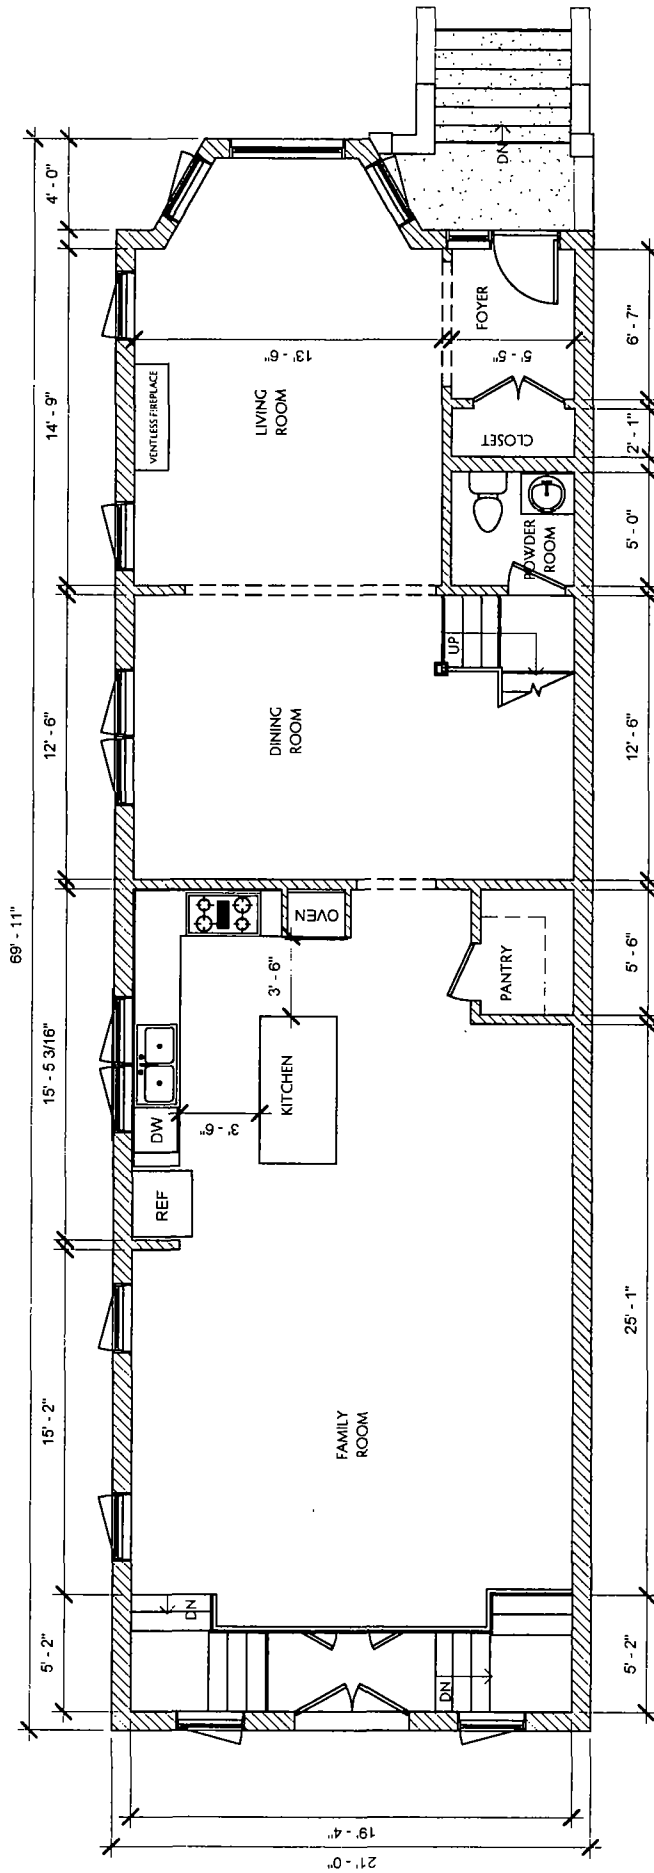 69' - 11"
5' - 2"
15' - 2"
15' - 5 3/16"
12' - 6"
14' - 9"
4' - 0"
VENTLESS FIREPLACE
LIVING
ROOM
13' - 6"
FOYER
5' - 5"
DN
CLOSET
POWDER
ROOM
UP
DINING
ROOM
OVEN
3' - 6"
KITCHEN
3' - 6"
DW
REF
PANTRY
FAMILY
ROOM
DN
DN
5' - 2"
25' - 1"
5' - 6"
12' - 6"
5' - 0"
2' - 1"
6' - 7"
19' - 4"
21' - 0"